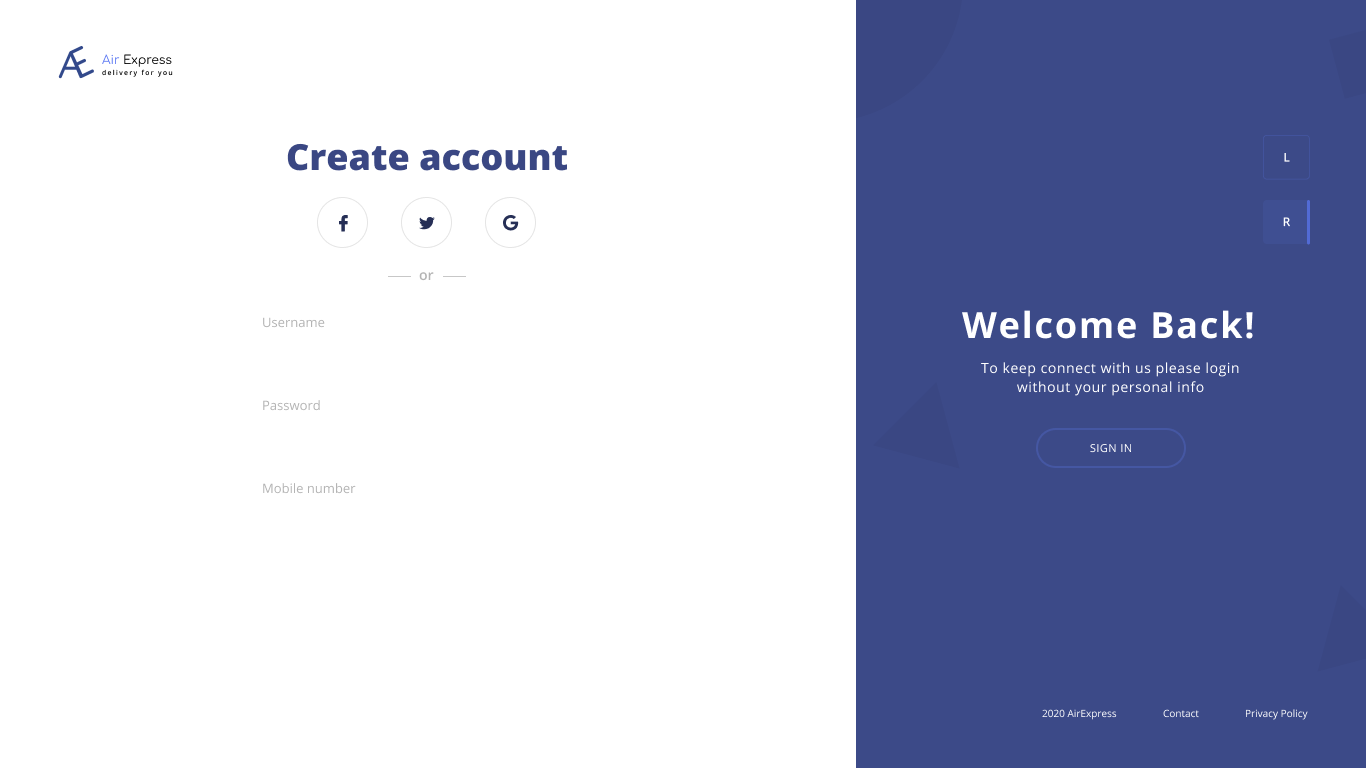 Air Express
delivery for you
Create account
or
Username
Password
Mobile number
L
R
Welcome Back!
To keep connect with us please login
without your personal info
SIGN IN
2020 AirExpress
Contact
Privacy Policy